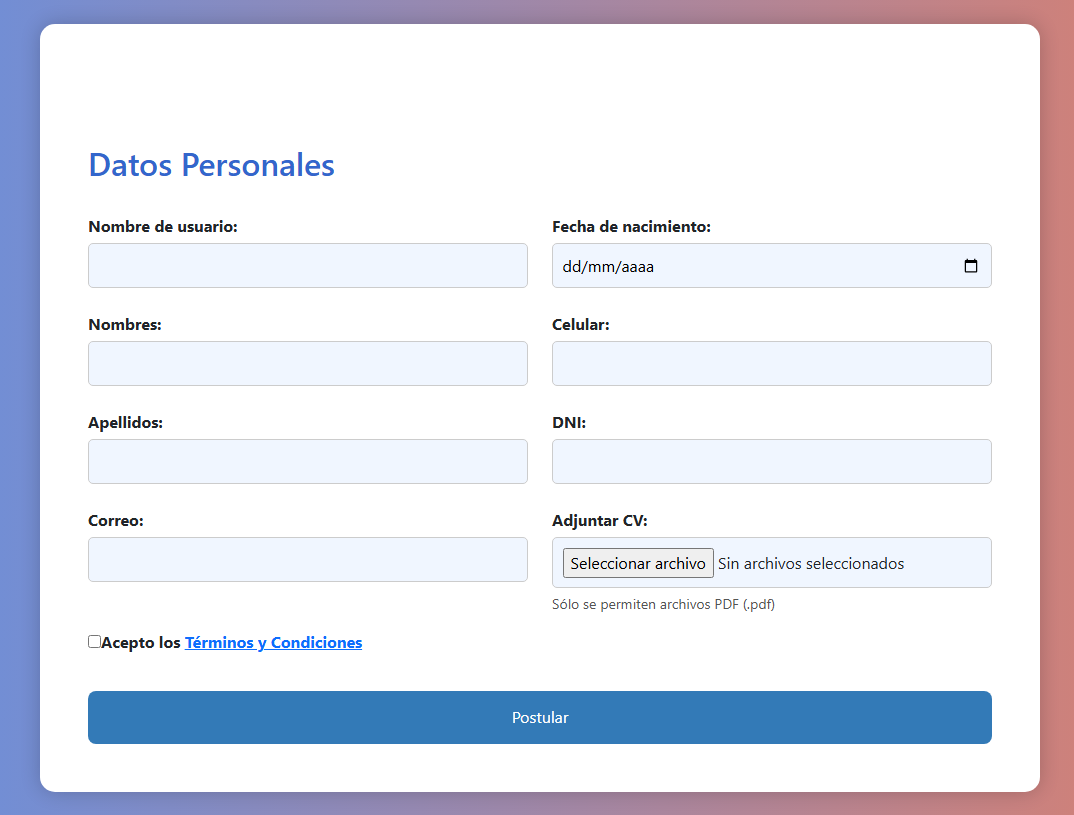 Datos Personales
Nombre de usuario:
Fecha de nacimiento:
dd/mm/aaaa
Nombres:
Celular:
Apellidos:
DNI:
Correo:
Adjuntar CV:
Seleccionar archivo Sin archivos seleccionados
Sólo se permiten archivos PDF (.pdf)
Acepto los Términos y Condiciones
Postular